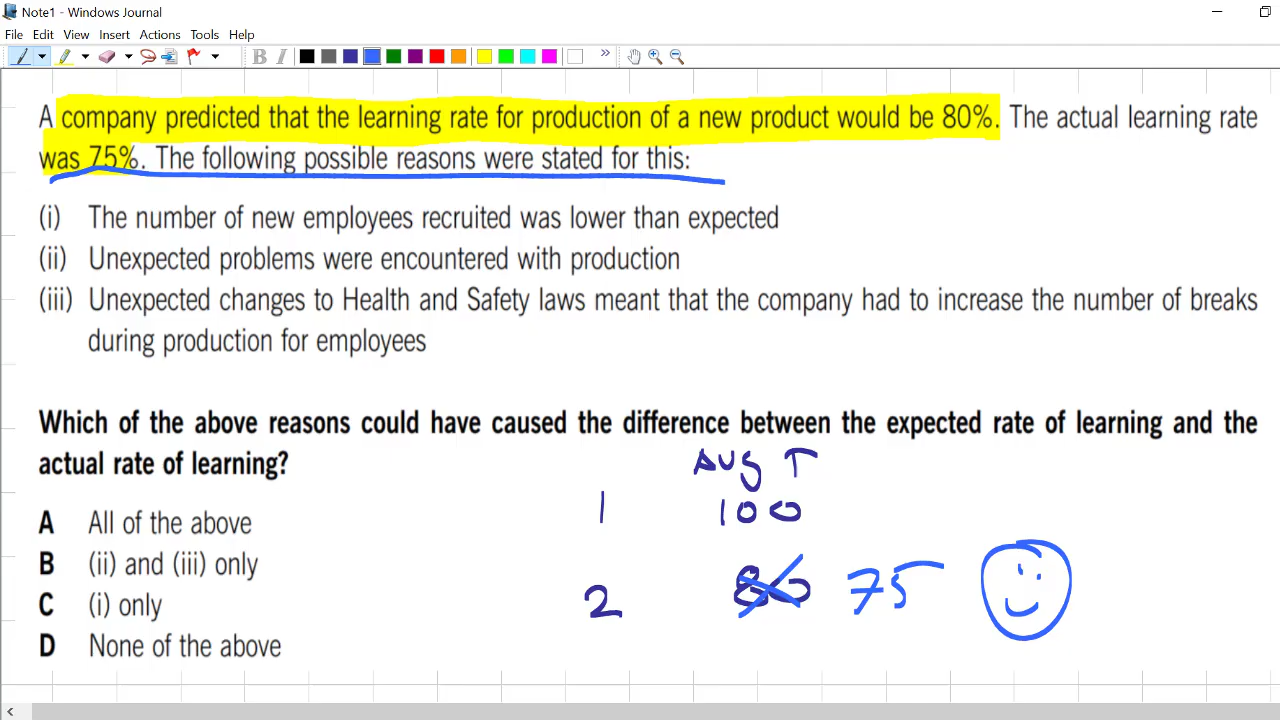 Note1 - Windows Journal
File Edit View Insert Actions Tools Help
B I
A company predicted that the learning rate for production of a new product would be 80%. The actual learning rate
was 75%. The following possible reasons were stated for this:
(i) The number of new employees recruited was lower than expected
(ii) Unexpected problems were encountered with production
(iii) Unexpected changes to Health and Safety laws meant that the company had to increase the number of breaks
during production for employees
Which of the above reasons could have caused the difference between the expected rate of learning and the
actual rate of learning?
Avg T
A All of the above
1 100
B (ii) and (iii) only
C (i) only
2 80 75
D None of the above